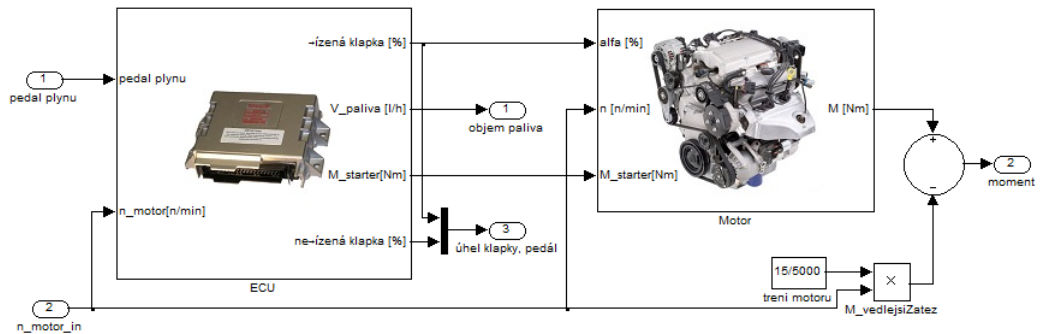 →ízená klapka [%]
alfa [%]
1
pedal plynu
pedal plynu
V_paliva [l/h]
1
objem paliva
n [n/min]
M [Nm]
+
−
2
moment
M_starter[Nm]
M_starter[Nm]
n_motor[n/min]
3
úhel klapky, pedál
ne→ízená klapka [%]
Motor
ECU
15/5000
treni motoru
×
M_vedlejsiZatez
2
n_motor_in